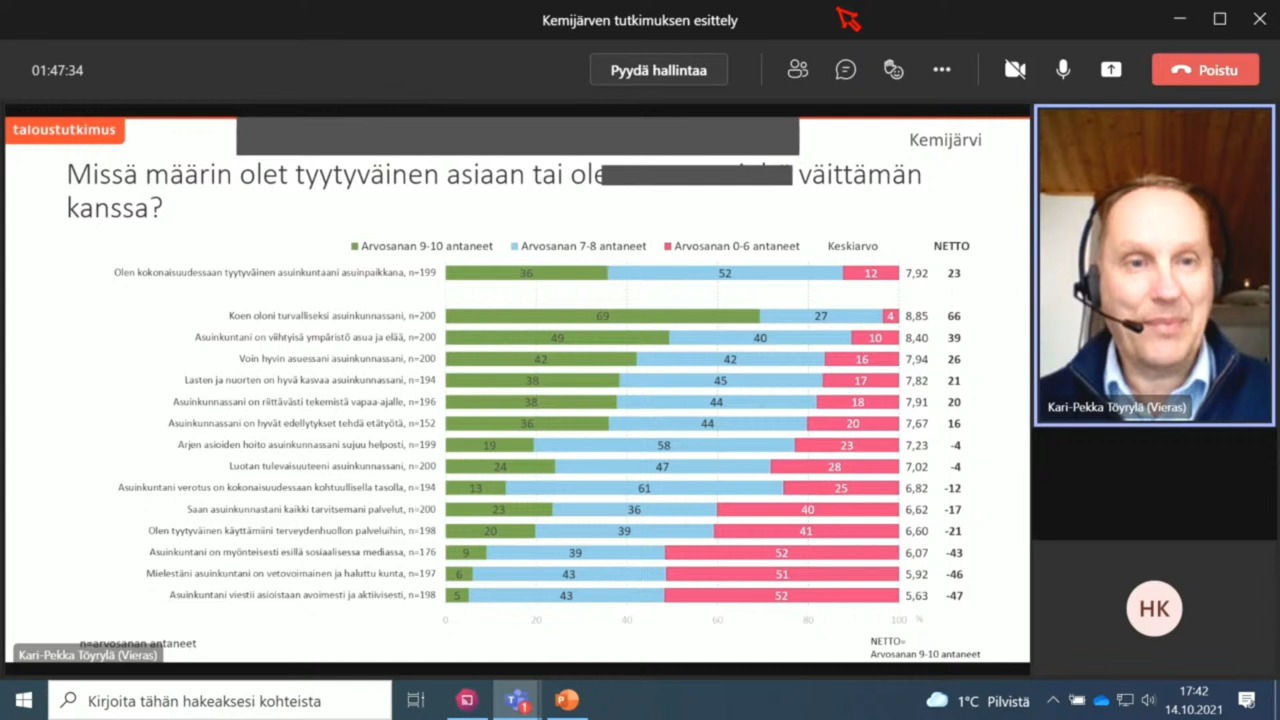 Kemijärven tutkimuksen esittely
01:47:34
Pyydä hallintaa
Poistu
taloustutkimus
Kemijärvi
Missä määrin olet tyytyväinen asiaan tai väittämän
kanssa?
Arvosanan 9-10 antaneet Arvosanan 7-8 antaneet Arvosanan 0-6 antaneet Keskiarvo NETTO
Olen kokonaisuudessaan tyytyväinen asuinkuntaani asuinpaikkana, n=199 36 52 12 7,92 23
Koen oloni turvalliseksi asuinkunnassani, n=200 69 27 4 8,85 66
Asuinkuntani on viihtyisä ympäristö asua ja elää, n=200 49 40 10 8,40 39
Voin hyvin asuessani asuinkunnassani, n=200 42 42 16 7,94 26
Lasten ja nuorten on hyvä kasvaa asuinkunnassani, n=194 38 45 17 7,82 21
Asuinkunnassani on riittävästi tekemistä vapaa-ajalle, n=196 38 44 18 7,91 20
Asuinkunnassani on hyvät edellytykset tehdä etätyötä, n=152 36 44 20 7,67 16
Arjen asioiden hoito asuinkunnassani sujuu helposti, n=199 19 58 23 7,23 -4
Luotan tulevaisuuteeni asuinkunnassani, n=200 24 47 28 7,02 -4
Asuinkuntani verotus on kokonaisuudessaan kohtuullisella tasolla, n=194 13 61 25 6,82 -12
Saan asuinkunnastani kaikki tarvitsemani palvelut, n=200 23 36 40 6,62 -17
Olen tyytyväinen käyttämiini terveydenhuollon palveluihin, n=198 20 39 41 6,60 -21
Asuinkuntani on myönteisesti esillä sosiaalisessa mediassa, n=176 9 39 52 6,07 -43
Mielestäni asuinkuntani on vetovoimainen ja haluttu kunta, n=197 6 43 51 5,92 -46
Asuinkuntani viestii asioistaan avoimesti ja aktiivisesti, n=198 5 43 52 5,63 -47
0 20 40 60 80 100 %
n=arvosanan antaneet
NETTO=
Arvosanan 9-10 antaneet
Kari-Pekka Töyrylä (Vieras)
Kari-Pekka Töyrylä (Vieras)
HK
Kirjoita tähän hakeaksesi kohteista
1
1°C Pilvistä
17:42
14.10.2021